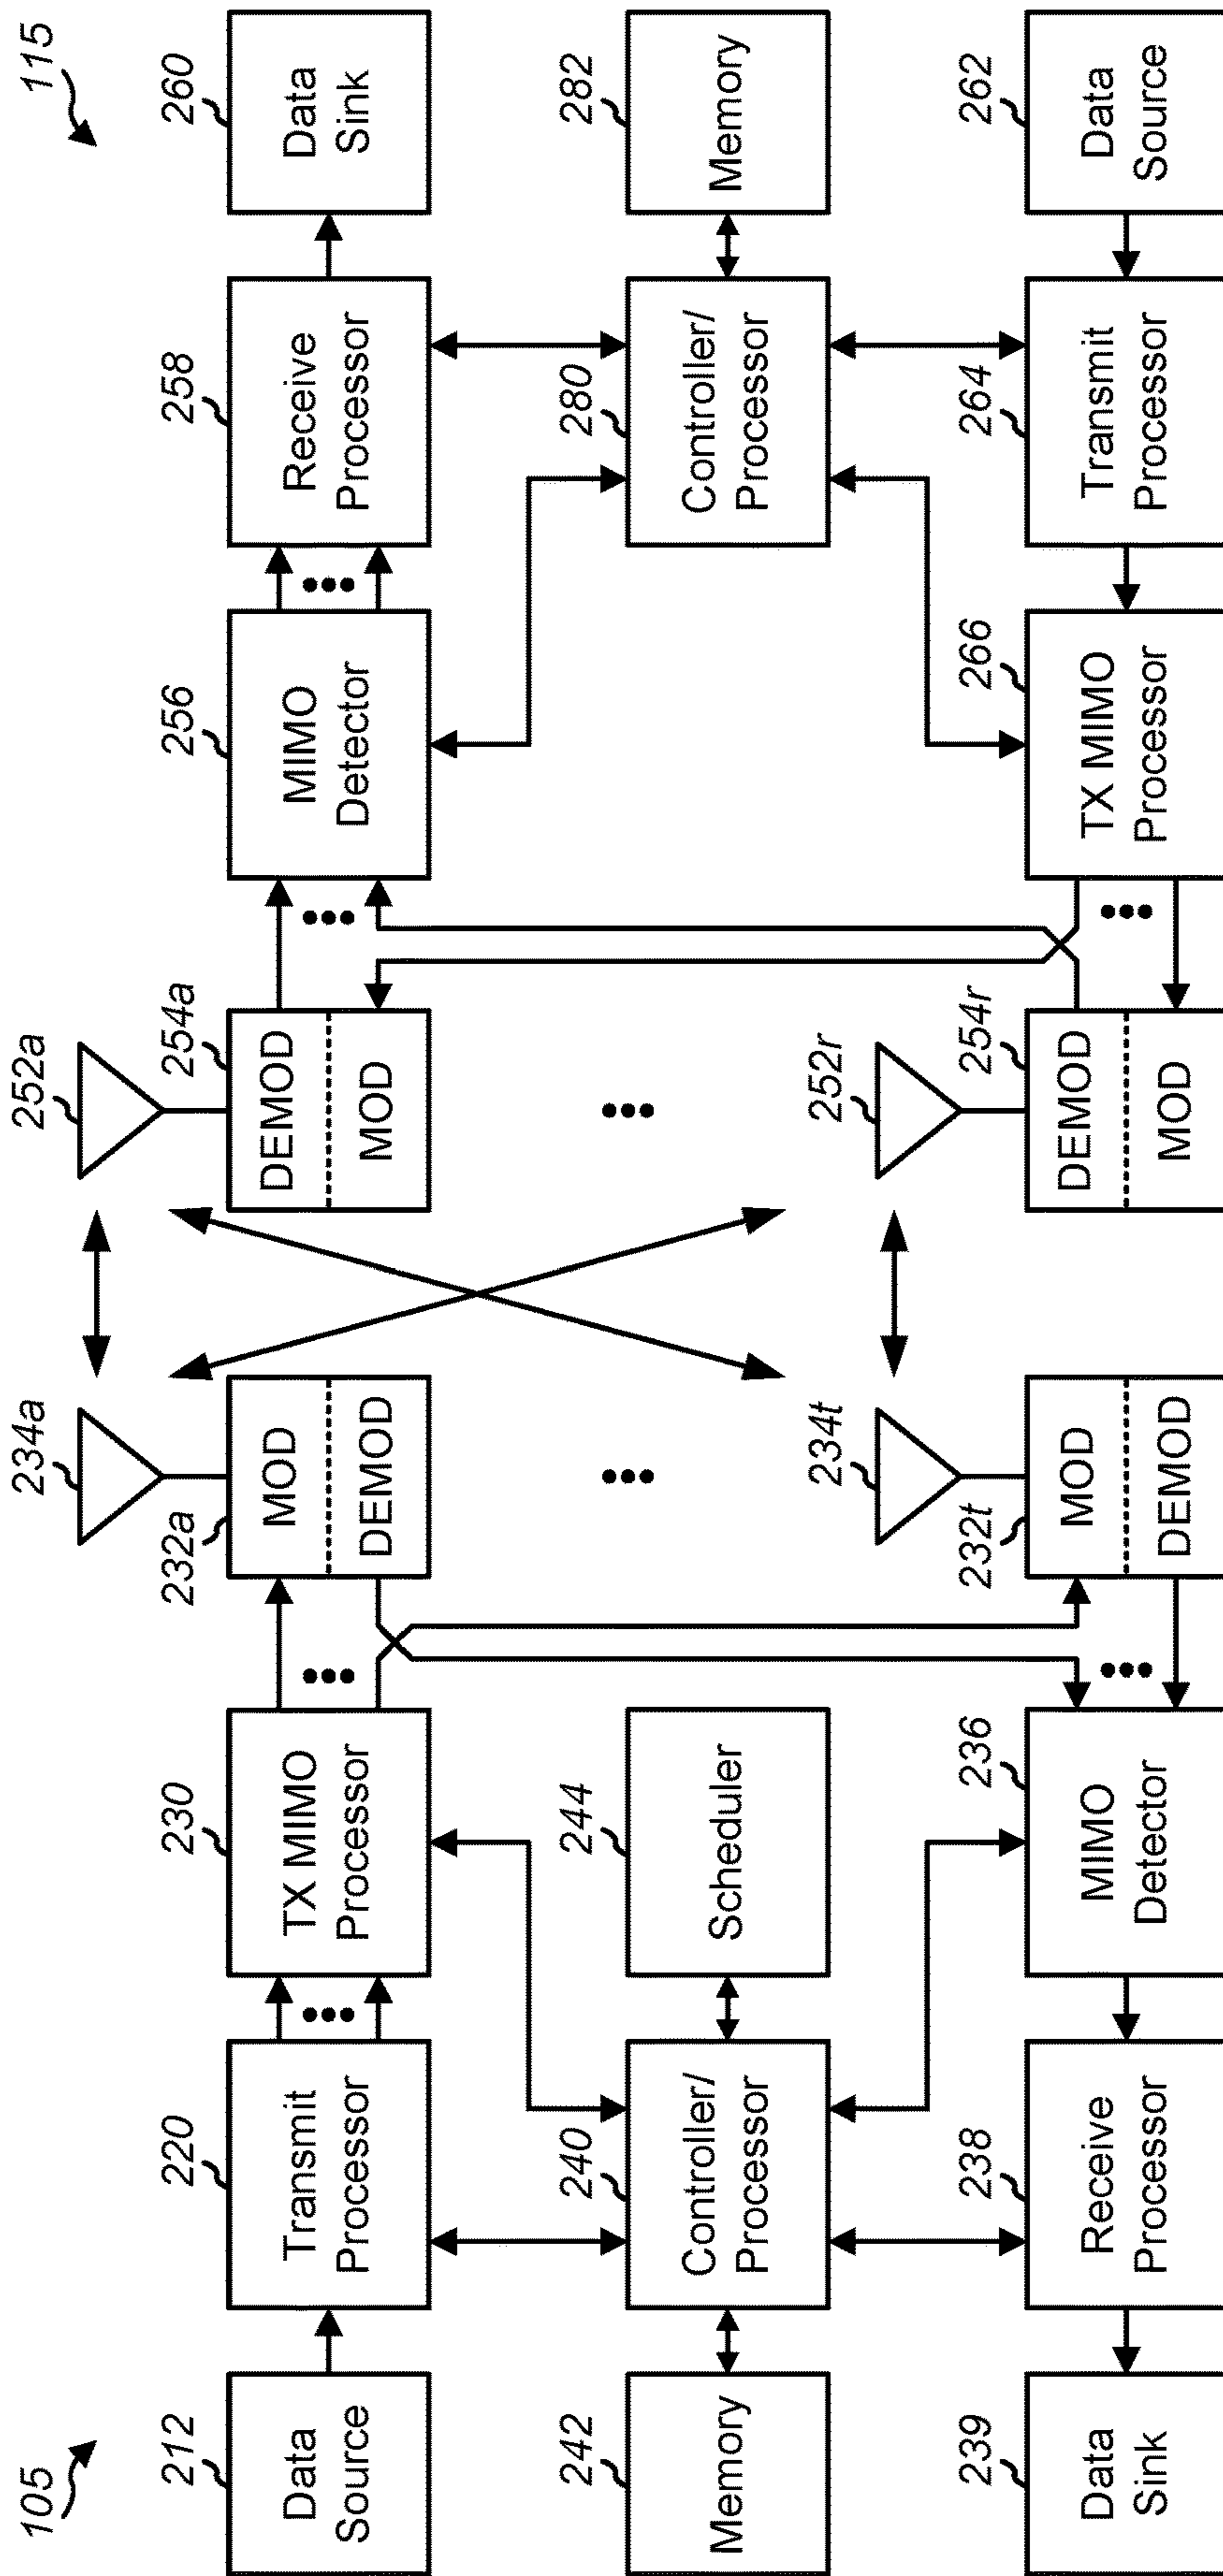 105
115
212
Data
Source
220
Transmit
Processor
230
TX MIMO
Processor
234a
232a
MOD
DEMOD
252a
254a
DEMOD
MOD
256
MIMO
Detector
258
Receive
Processor
260
Data
Sink
242
Memory
240
Controller/
Processor
244
Scheduler
280
Controller/
Processor
282
Memory
239
Data
Sink
238
Receive
Processor
236
MIMO
Detector
234t
232t
MOD
DEMOD
252r
254r
DEMOD
MOD
266
TX MIMO
Processor
264
Transmit
Processor
262
Data
Source